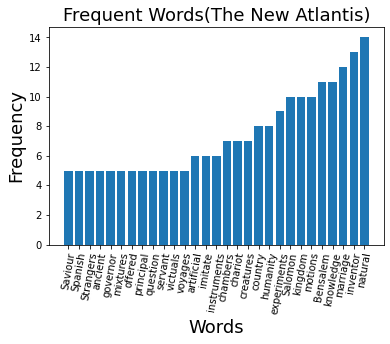 Frequent Words(The New Atlantis)
14
12
10
8
6
4
2
0
Frequency
Saviour
Spanish
Strangers
ancient
governor
mixtures
offered
principal
question
servant
victuals
voyages
artificial
imitate
instruments
chambers
chariot
creatures
country
humanity
experiments
Salomon
kingdom
motions
Bensalem
knowledge
marriage
inventor
natural
Words